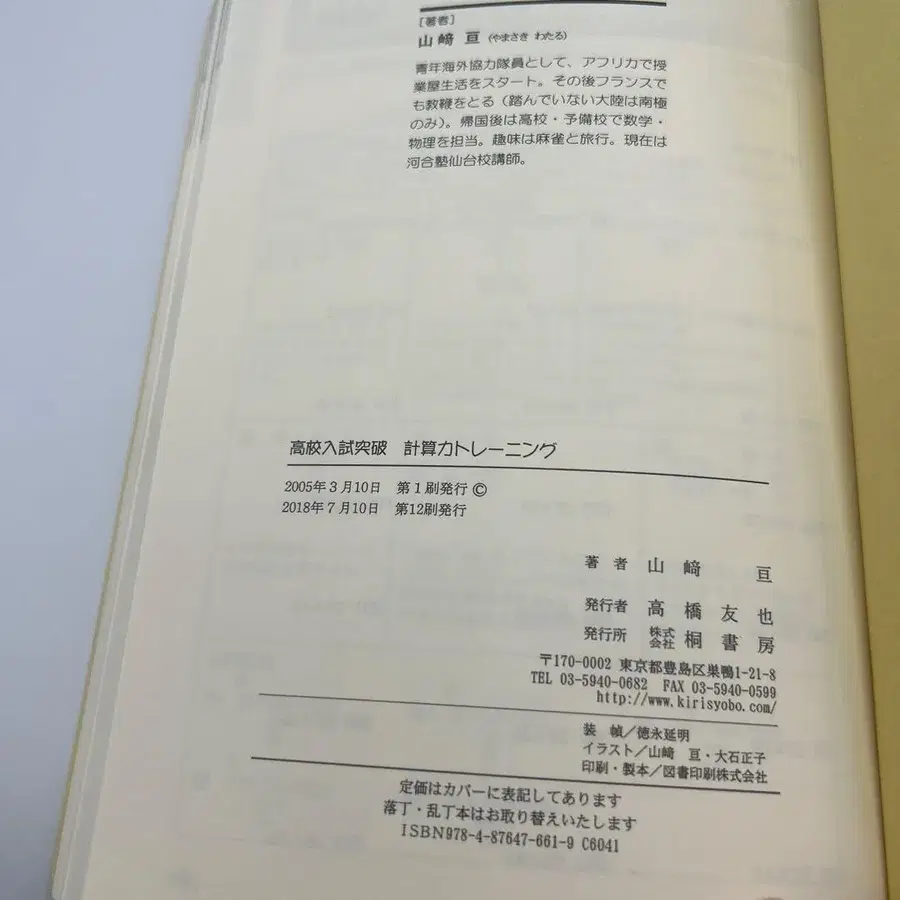 [著者]
山﨑 亘 (やまさき わたる)
青年海外協力隊員として、アフリカで授
業屋生活をスタート。その後フランスで
も教鞭をとる（踏んでいない大陸は南極
のみ）。帰国後は高校・予備校で数学・
物理を担当。趣味は麻雀と旅行。現在は
河合塾仙台校講師。
高校入試突破 計算力トレーニング
2005年3月10日 第1刷発行 ©
2018年7月10日 第12刷発行
著者 山﨑 亘
発行者 高橋友也
発行所 株式会社 桐書房
〒170-0002 東京都豊島区巣鴨1-21-8
TEL 03-5940-0682 FAX 03-5940-0599
http://www.kirisyobo.com/
装 幀／徳永延明
イラスト／山﨑 亘・大石正子
印刷・製本／図書印刷株式会社
定価はカバーに表記してあります
落丁・乱丁本はお取り替えいたします
ISBN978-4-87647-661-9 C6041